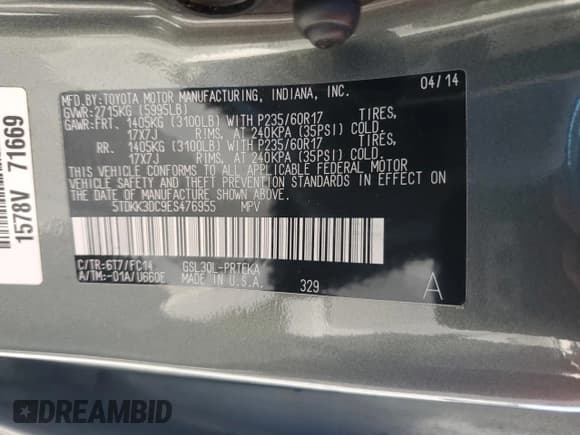 MFD.BY:TOYOTA MOTOR MANUFACTURING, INDIANA, INC. 04/14
GVWR:2715KG (5995LB)
GAWR:FRT. 1405KG (3100LB) WITH P235/60R17 TIRES,
17X7J RIMS, AT 240KPA (35PSI) COLD.
RR. 1405KG (3100LB) WITH P235/60R17 TIRES,
17X7J RIMS, AT 240KPA (35PSI) COLD.
THIS VEHICLE CONFORMS TO ALL APPLICABLE FEDERAL MOTOR
VEHICLE SAFETY, BUMPER, AND THEFT PREVENTION STANDARDS IN EFFECT ON
THE DATE OF MANUFACTURE SHOWN ABOVE.
5TDKK3DC9ES476955 MPV
C/TR:6T7/FC14 GSL30L-PRTEKA
A/TM:-01A/U660E MADE IN U.S.A. 329 A
1578V 71669
DREAMBID